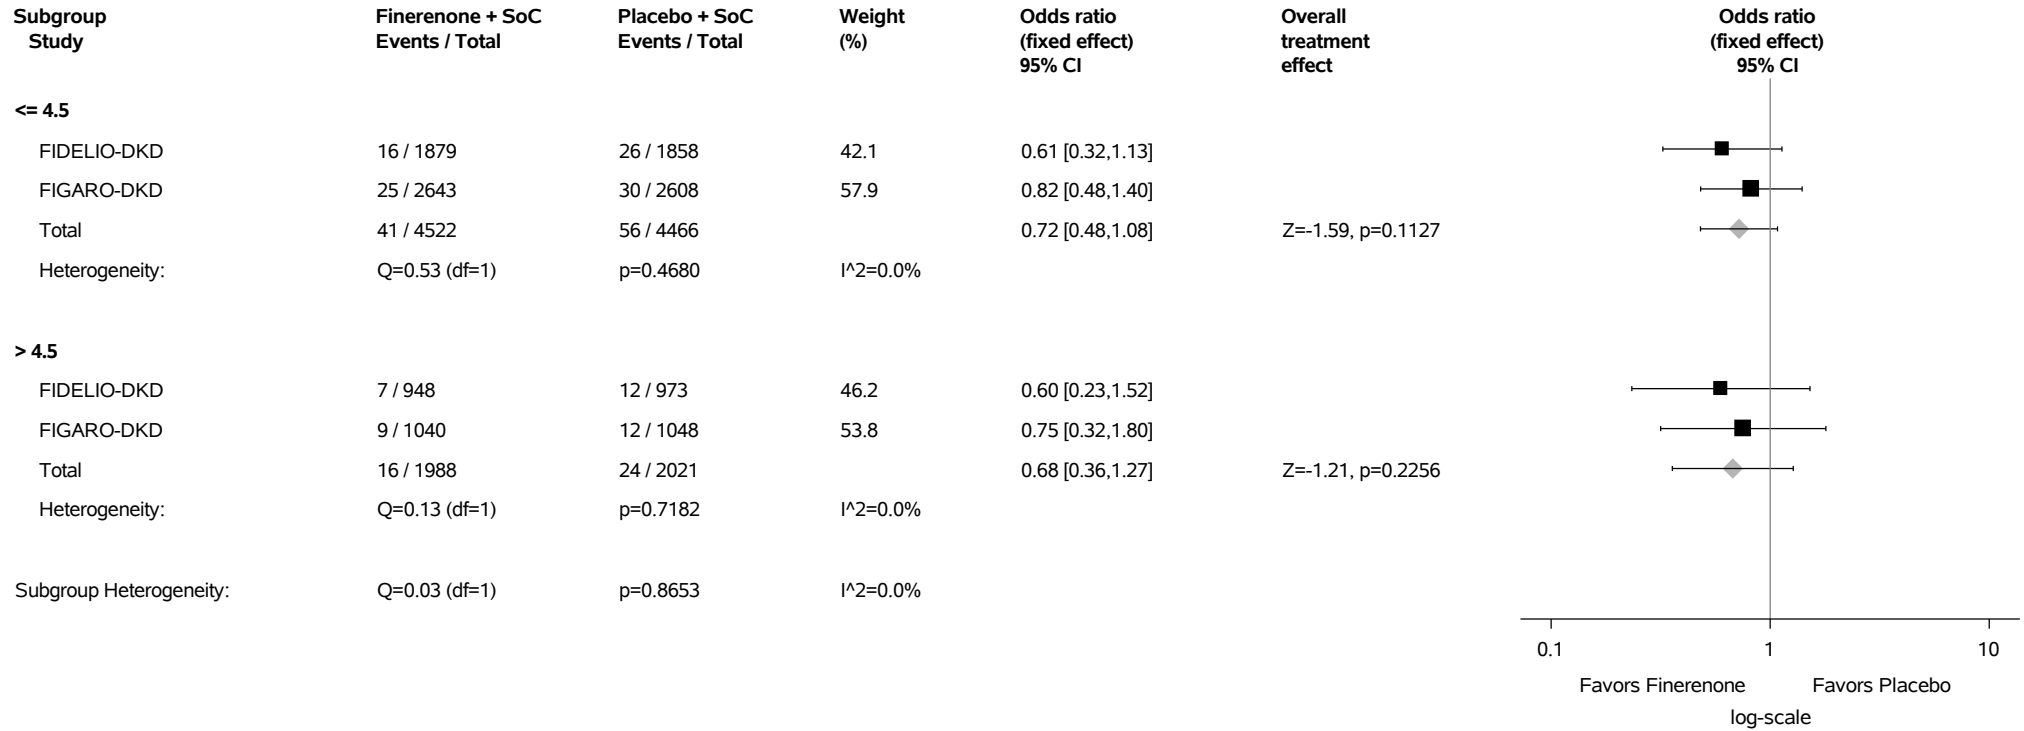 Subgroup Finerenone + SoC Placebo + SoC Weight Odds ratio Overall Odds ratio
Study Events / Total Events / Total (%) (fixed effect) treatment (fixed effect)
95% CI effect 95% CI
<= 4.5
FIDELIO-DKD 16 / 1879 26 / 1858 42.1 0.61 [0.32,1.13]
FIGARO-DKD 25 / 2643 30 / 2608 57.9 0.82 [0.48,1.40]
Total 41 / 4522 56 / 4466 0.72 [0.48,1.08] Z=-1.59, p=0.1127
Heterogeneity: Q=0.53 (df=1) p=0.4680 I^2=0.0%
> 4.5
FIDELIO-DKD 7 / 948 12 / 973 46.2 0.60 [0.23,1.52]
FIGARO-DKD 9 / 1040 12 / 1048 53.8 0.75 [0.32,1.80]
Total 16 / 1988 24 / 2021 0.68 [0.36,1.27] Z=-1.21, p=0.2256
Heterogeneity: Q=0.13 (df=1) p=0.7182 I^2=0.0%
Subgroup Heterogeneity: Q=0.03 (df=1) p=0.8653 I^2=0.0%
0.1 1 10
Favors Finerenone Favors Placebo
log-scale